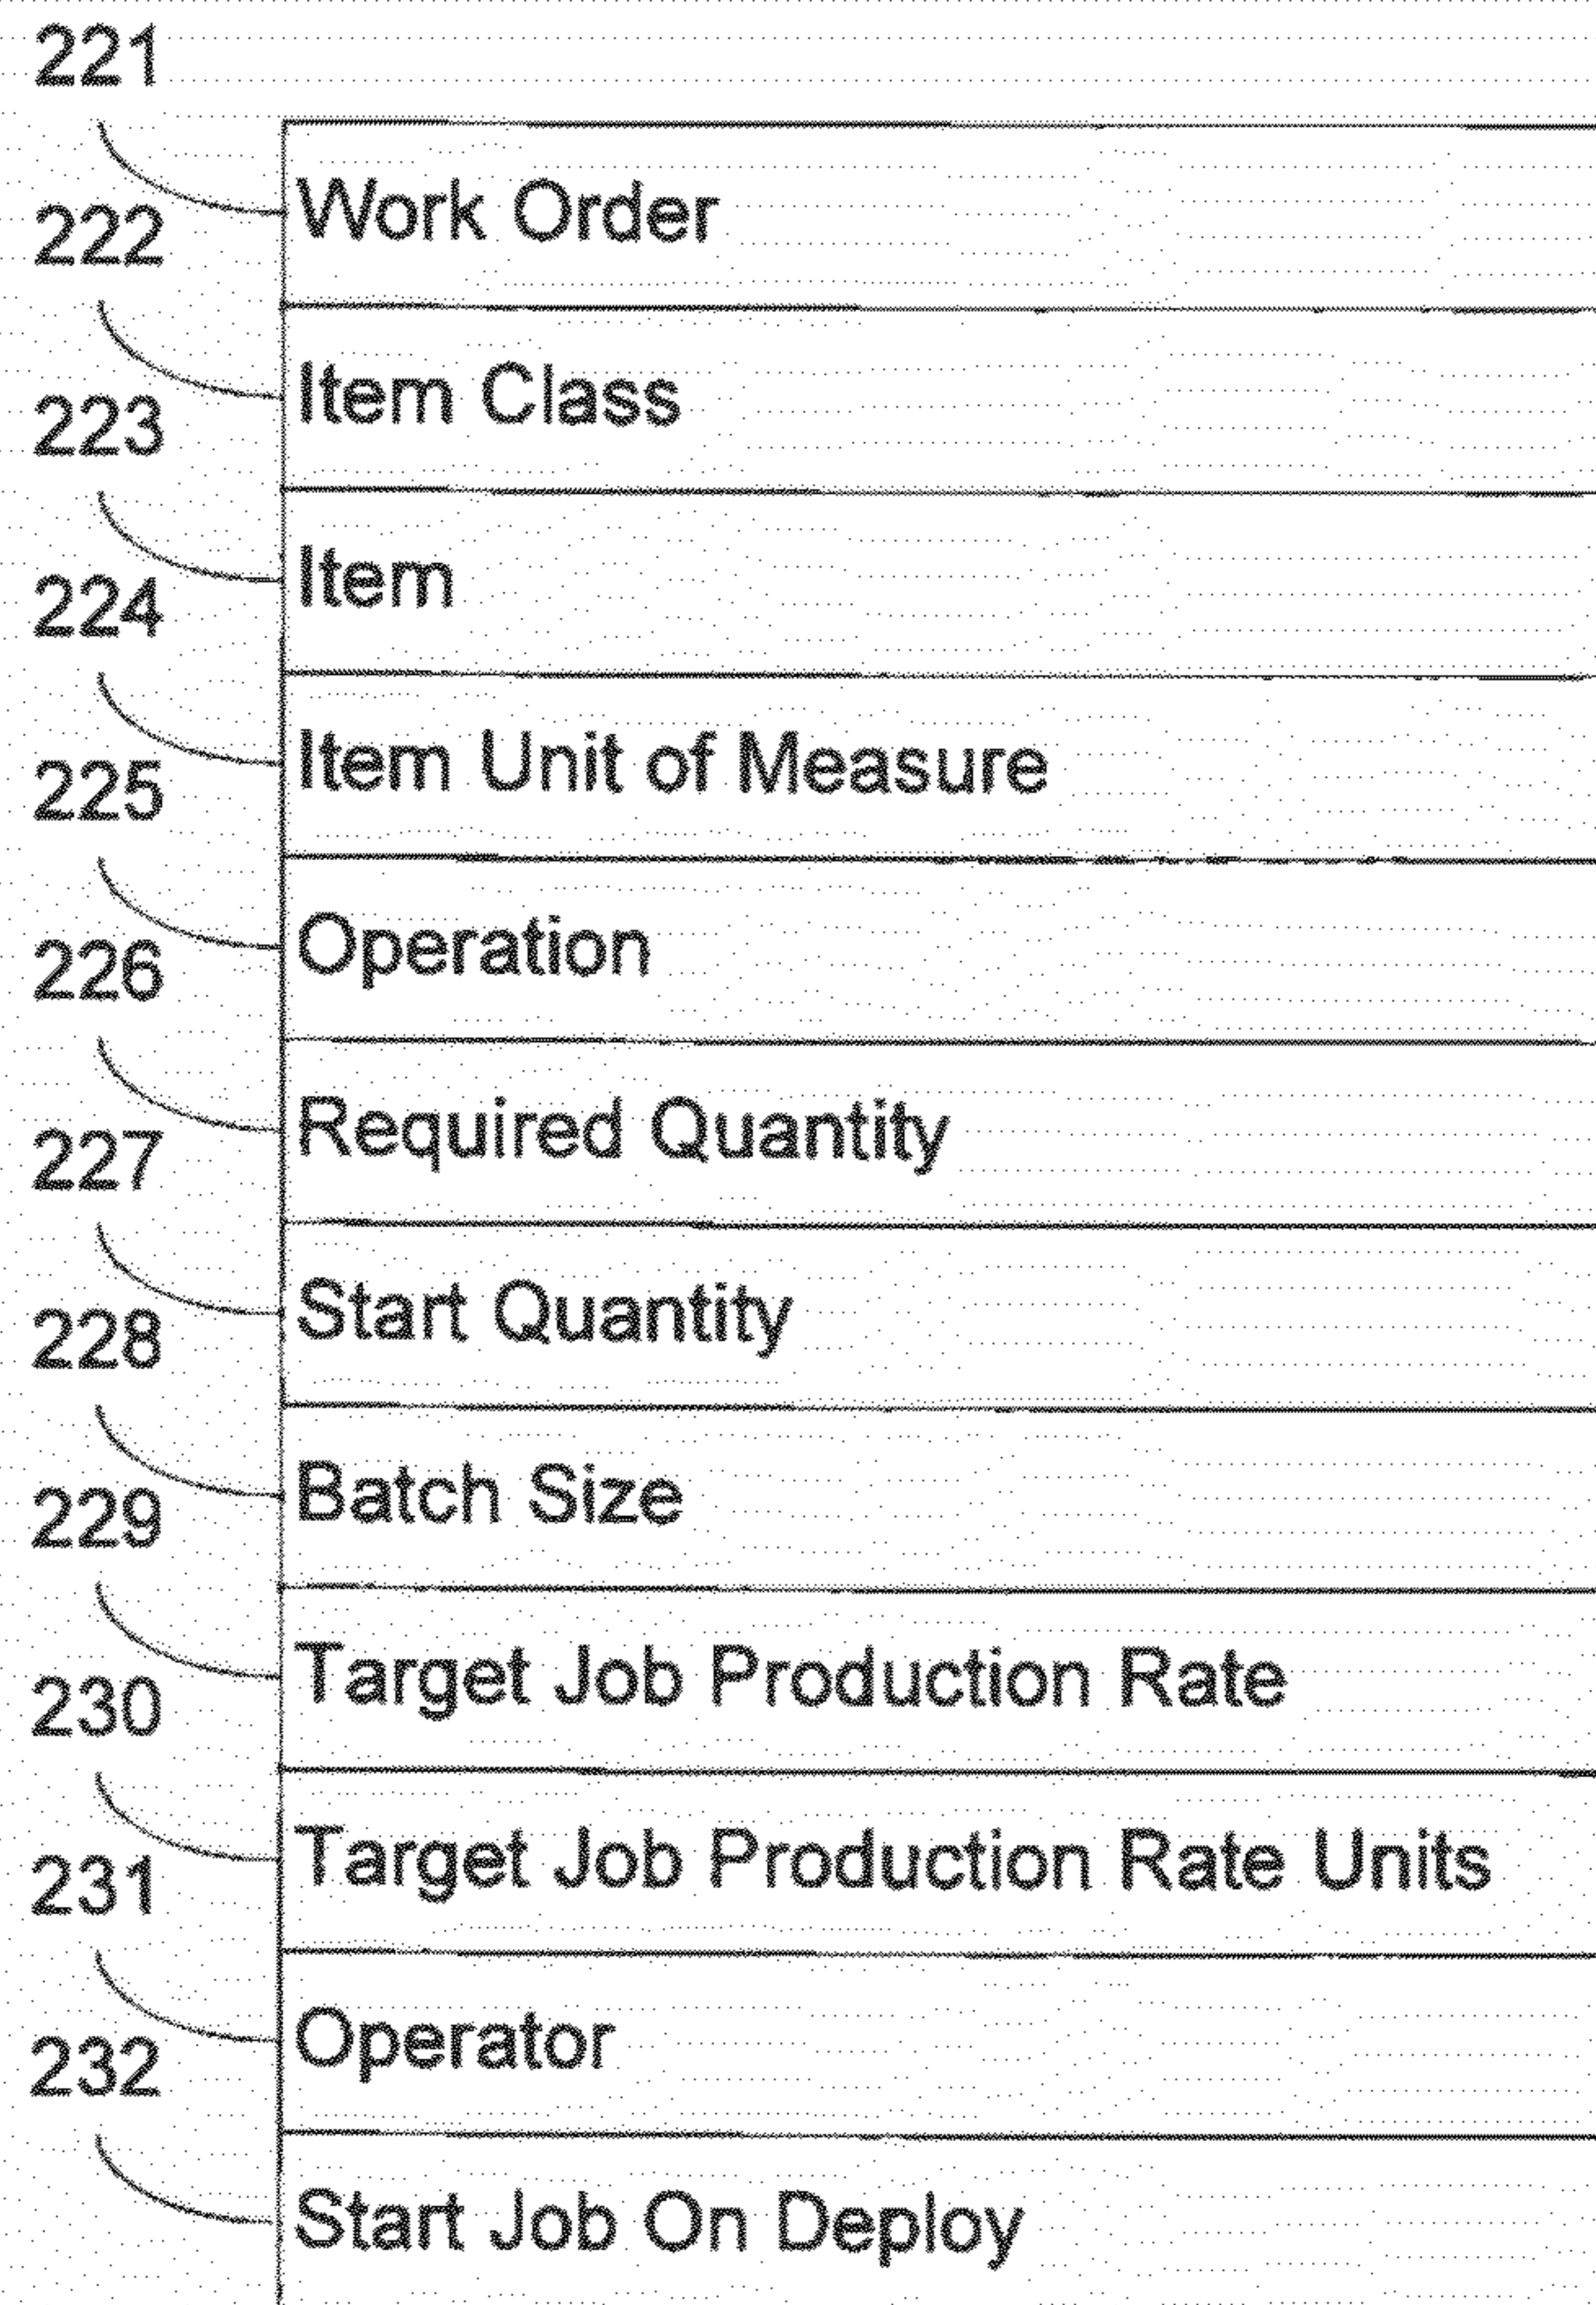 221
Work Order
222
Item Class
223
Item
224
Item Unit of Measure
225
Operation
226
Required Quantity
227
Start Quantity
228
Batch Size
229
Target Job Production Rate
230
Target Job Production Rate Units
231
Operator
232
Start Job On Deploy